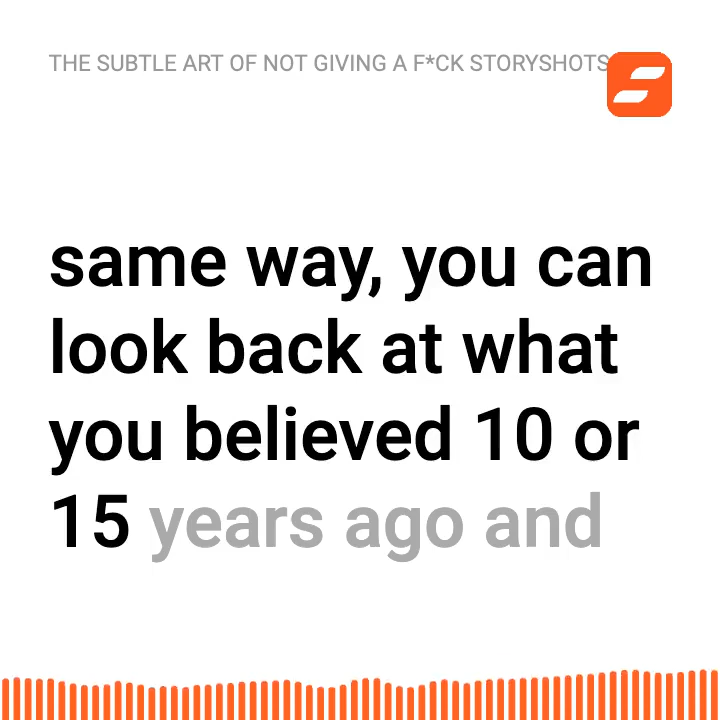 THE SUBTLE ART OF NOT GIVING A F*CK STORYSHOTS
same way, you can
look back at what
you believed 10 or
15 years ago and